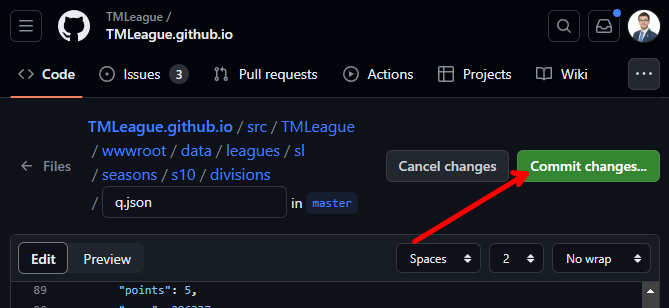 TMLeague /
TMLeague.github.io
Code Issues 3 Pull requests Actions Projects Wiki
TMLeague.github.io / src / TMLeague
/ wwwroot / data / leagues / sl
Files
/ seasons / s10 / divisions
/ q.json in master
Cancel changes Commit changes...
Edit Preview Spaces 2 No wrap
89 "points": 5,